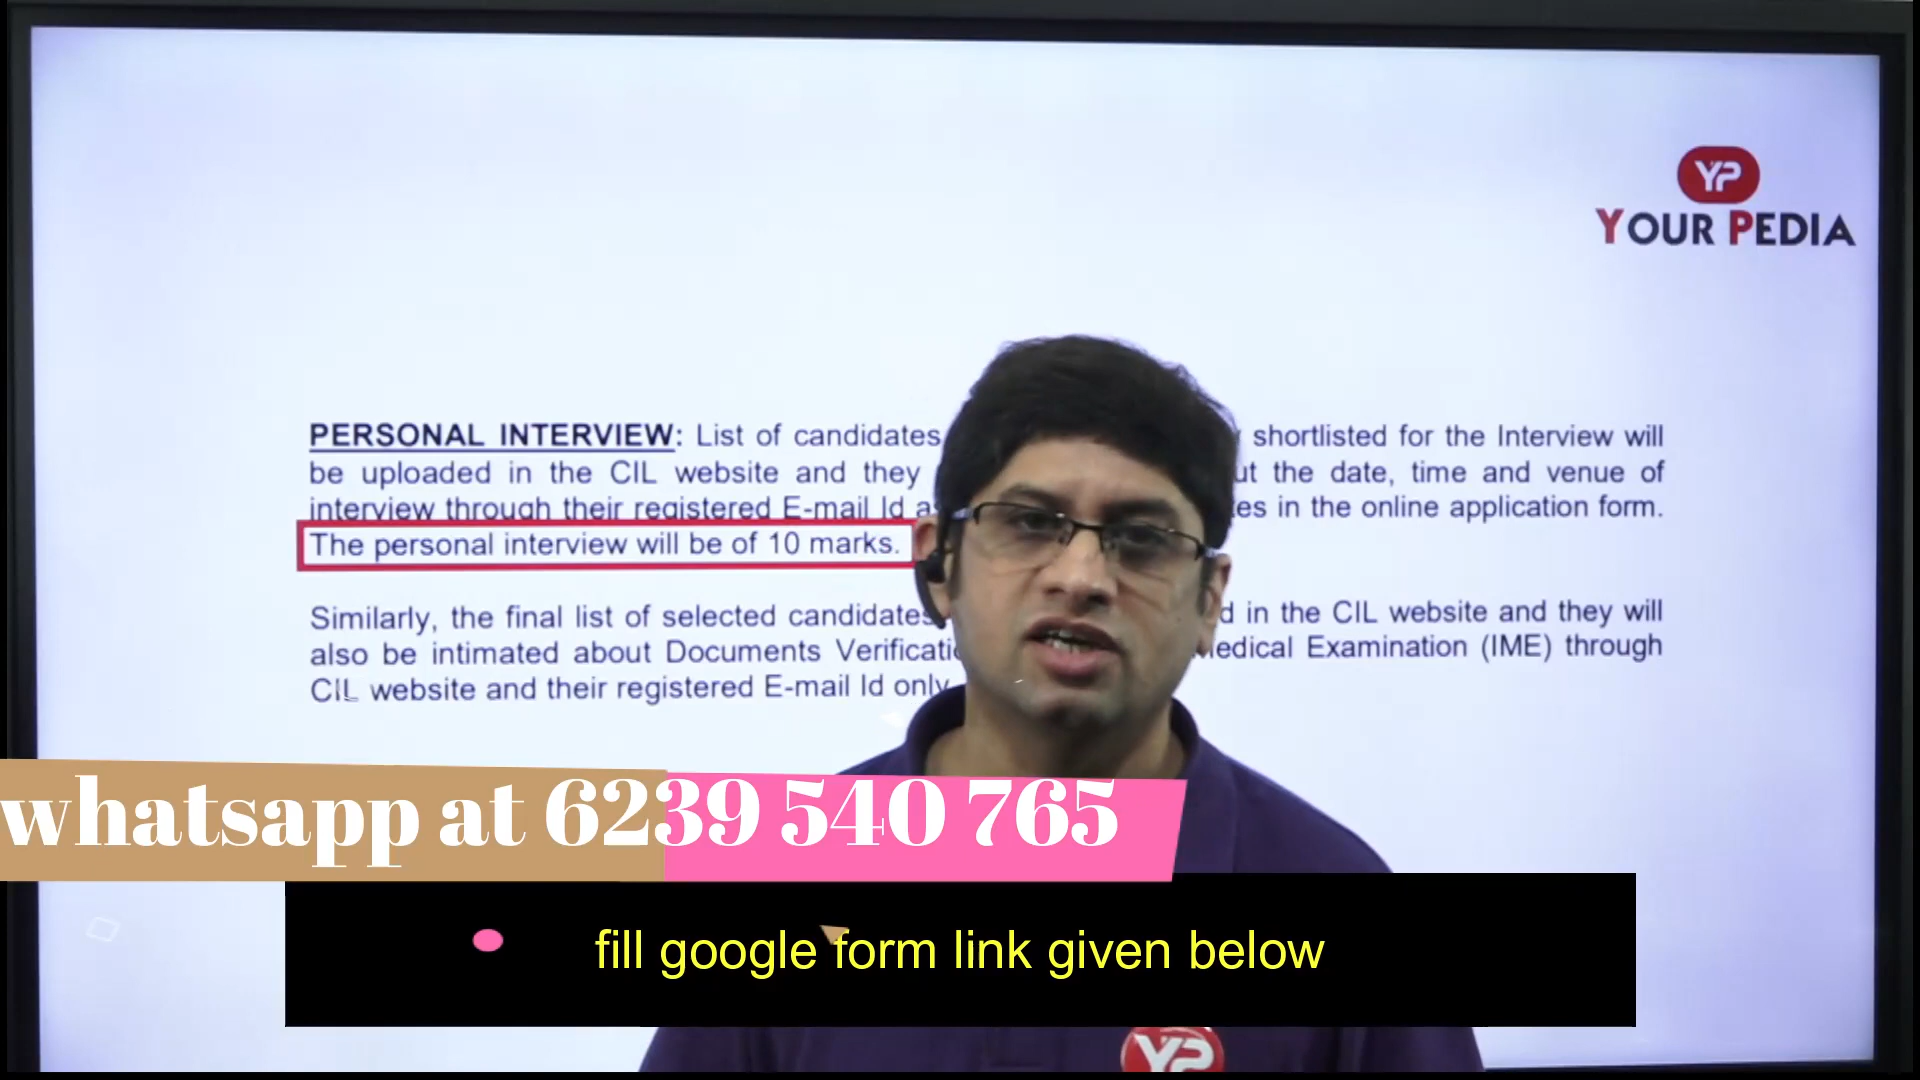 YP
YOUR PEDIA
PERSONAL INTERVIEW: List of candidates shortlisted for the Interview will
be uploaded in the CIL website and they the date, time and venue of
interview through their registered E-mail Id in the online application form.
The personal interview will be of 10 marks.
Similarly, the final list of selected candidates in the CIL website and they will
also be intimated about Documents Medical Examination (IME) through
CIL website and their registered E-mail Id only
whatsapp at 6239 540 765
fill google form link given below
YP